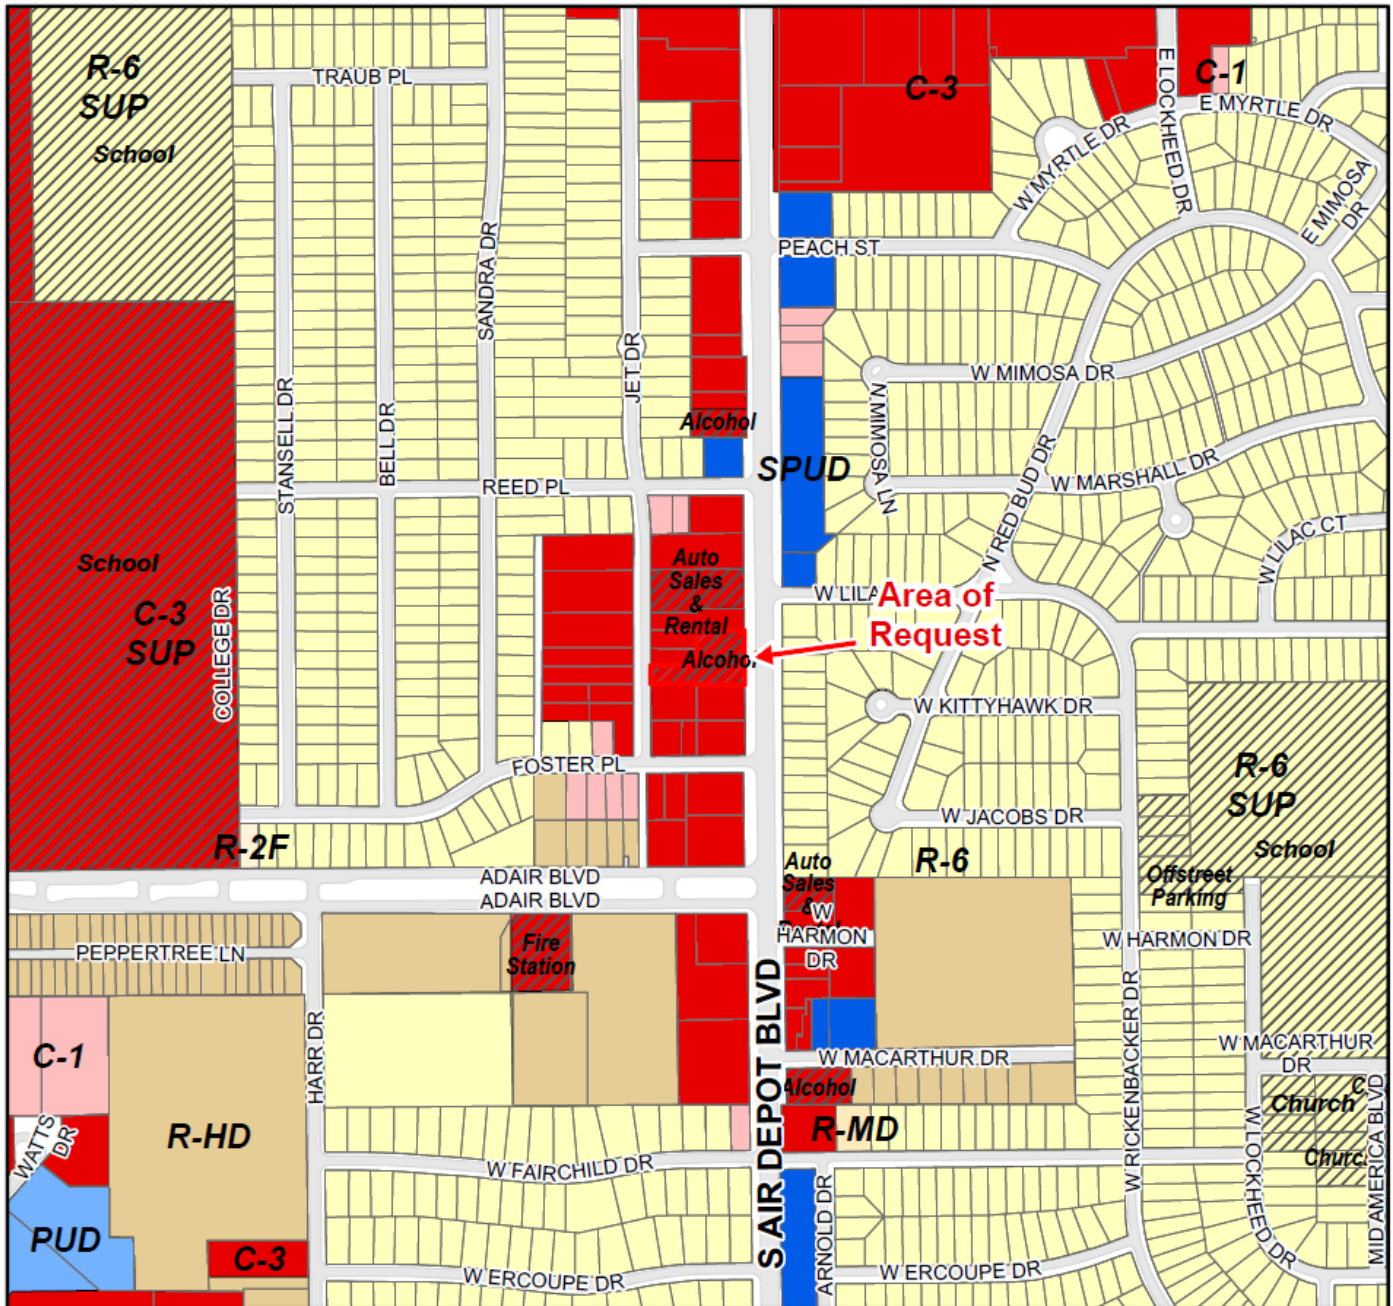 R-6
SUP
School
TRAUB PL
C-3
C-1
E LOCKHEED DR
E MYRTLE DR
W MYRTLE DR
E MIMOSA
DR
SANDRA DR
PEACH ST
JET DR
W MIMOSA DR
STANSELL DR
BELL DR
Alcohol
N MIMOSA LN
SPUD
N RED BUD DR
W MARSHALL DR
REED PL
W LILAC CT
School
C-3
SUP
COLLEGE DR
Auto
Sales
&
Rental
Alcohol
W LILA
Area of
Request
W KITTYHAWK DR
FOSTER PL
R-6
SUP
School
W JACOBS DR
R-2F
R-6
Auto
Sales
&
Offstreet
Parking
ADAIR BLVD
ADAIR BLVD
W
HARMON
DR
W HARMON DR
PEPPERTREE LN
Fire
Station
S AIR DEPOT BLVD
W RICKENBACKER DR
C-1
HARR DR
W MACARTHUR DR
W MACARTHUR
DR
Alcohol
Church
WATTS
DR
R-HD
R-MD
W LOCKHEED DR
MID AMERICA BLVD
W FAIRCHILD DR
PUD
C-3
ARNOLD DR
W ERCOUPE DR
W ERCOUPE DR